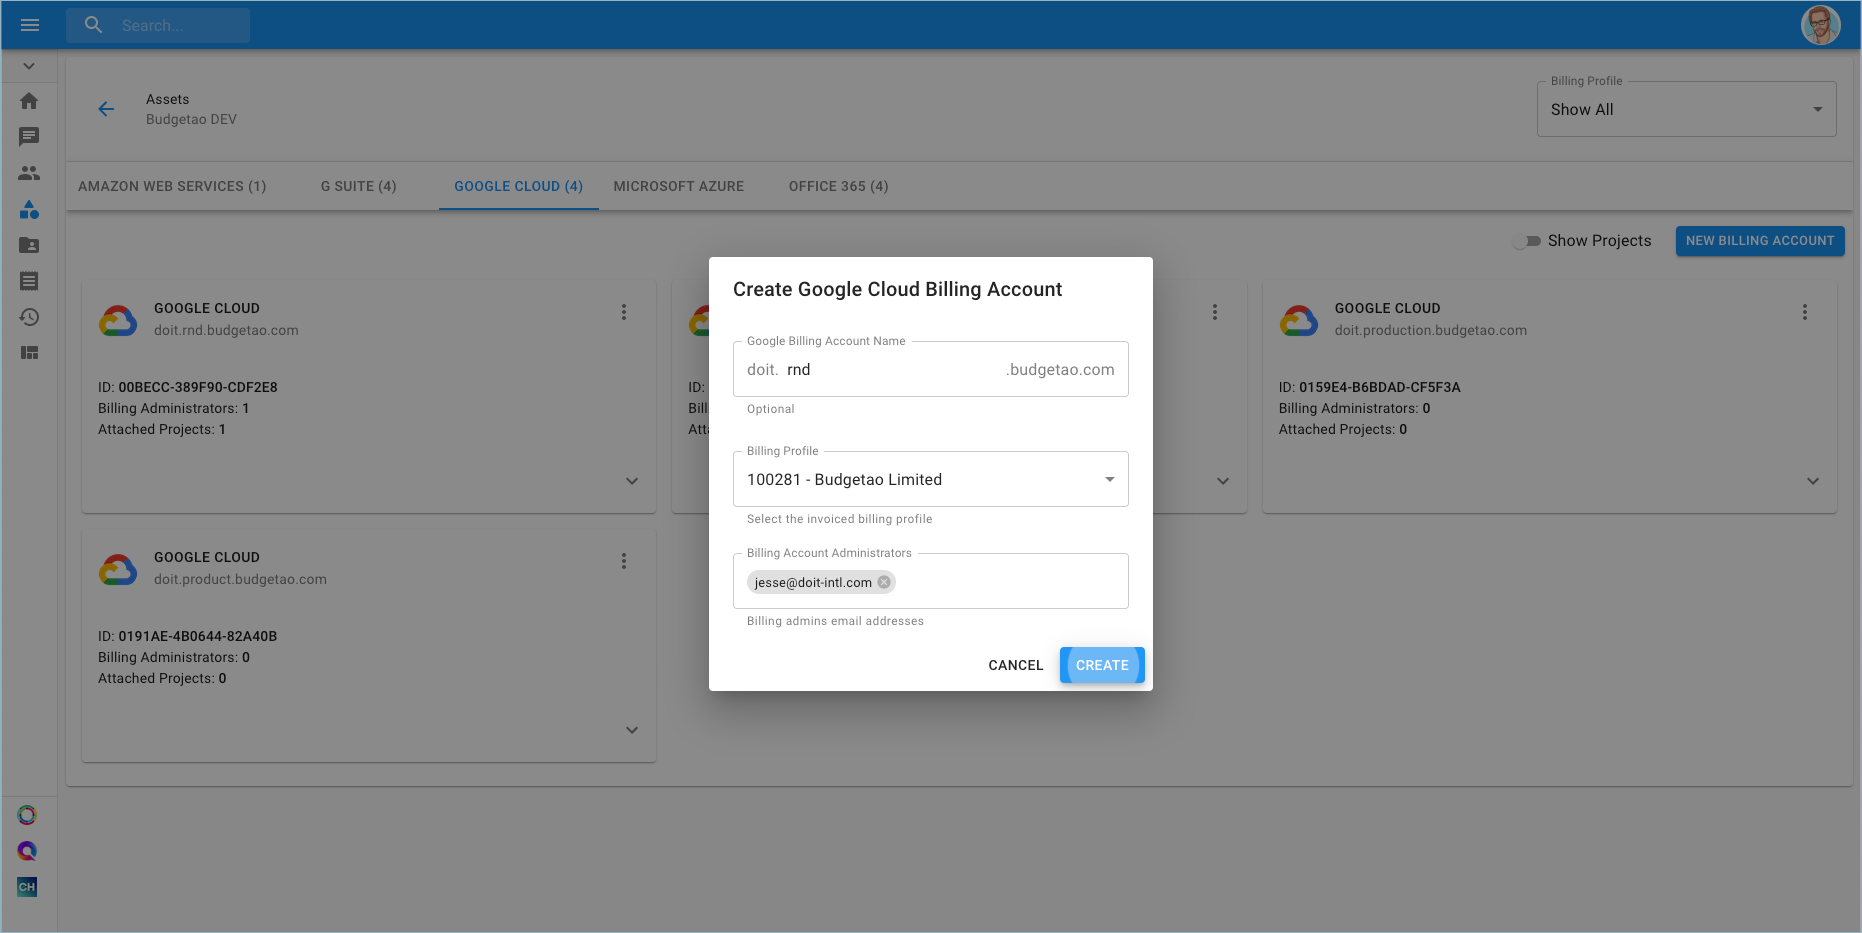 Search...
Assets
Budgetao DEV
Billing Profile
Show All
AMAZON WEB SERVICES (1) G SUITE (4) GOOGLE CLOUD (4) MICROSOFT AZURE OFFICE 365 (4)
Show Projects NEW BILLING ACCOUNT
GOOGLE CLOUD
doit.rnd.budgetao.com
ID: 00BECC-389F90-CDF2E8
Billing Administrators: 1
Attached Projects: 1
ID:
GOOGLE CLOUD
doit.production.budgetao.com
ID: 0159E4-B6BDAD-CF5F3A
Billing Administrators: 0
Attached Projects: 0
GOOGLE CLOUD
doit.product.budgetao.com
ID: 0191AE-4B0644-82A40B
Billing Administrators: 0
Attached Projects: 0
Create Google Cloud Billing Account
Google Billing Account Name
doit. rnd .budgetao.com
Optional
Billing Profile
100281 - Budgetao Limited
Select the invoiced billing profile
Billing Account Administrators
jesse@doit-intl.com
Billing admins email addresses
CANCEL CREATE
CH